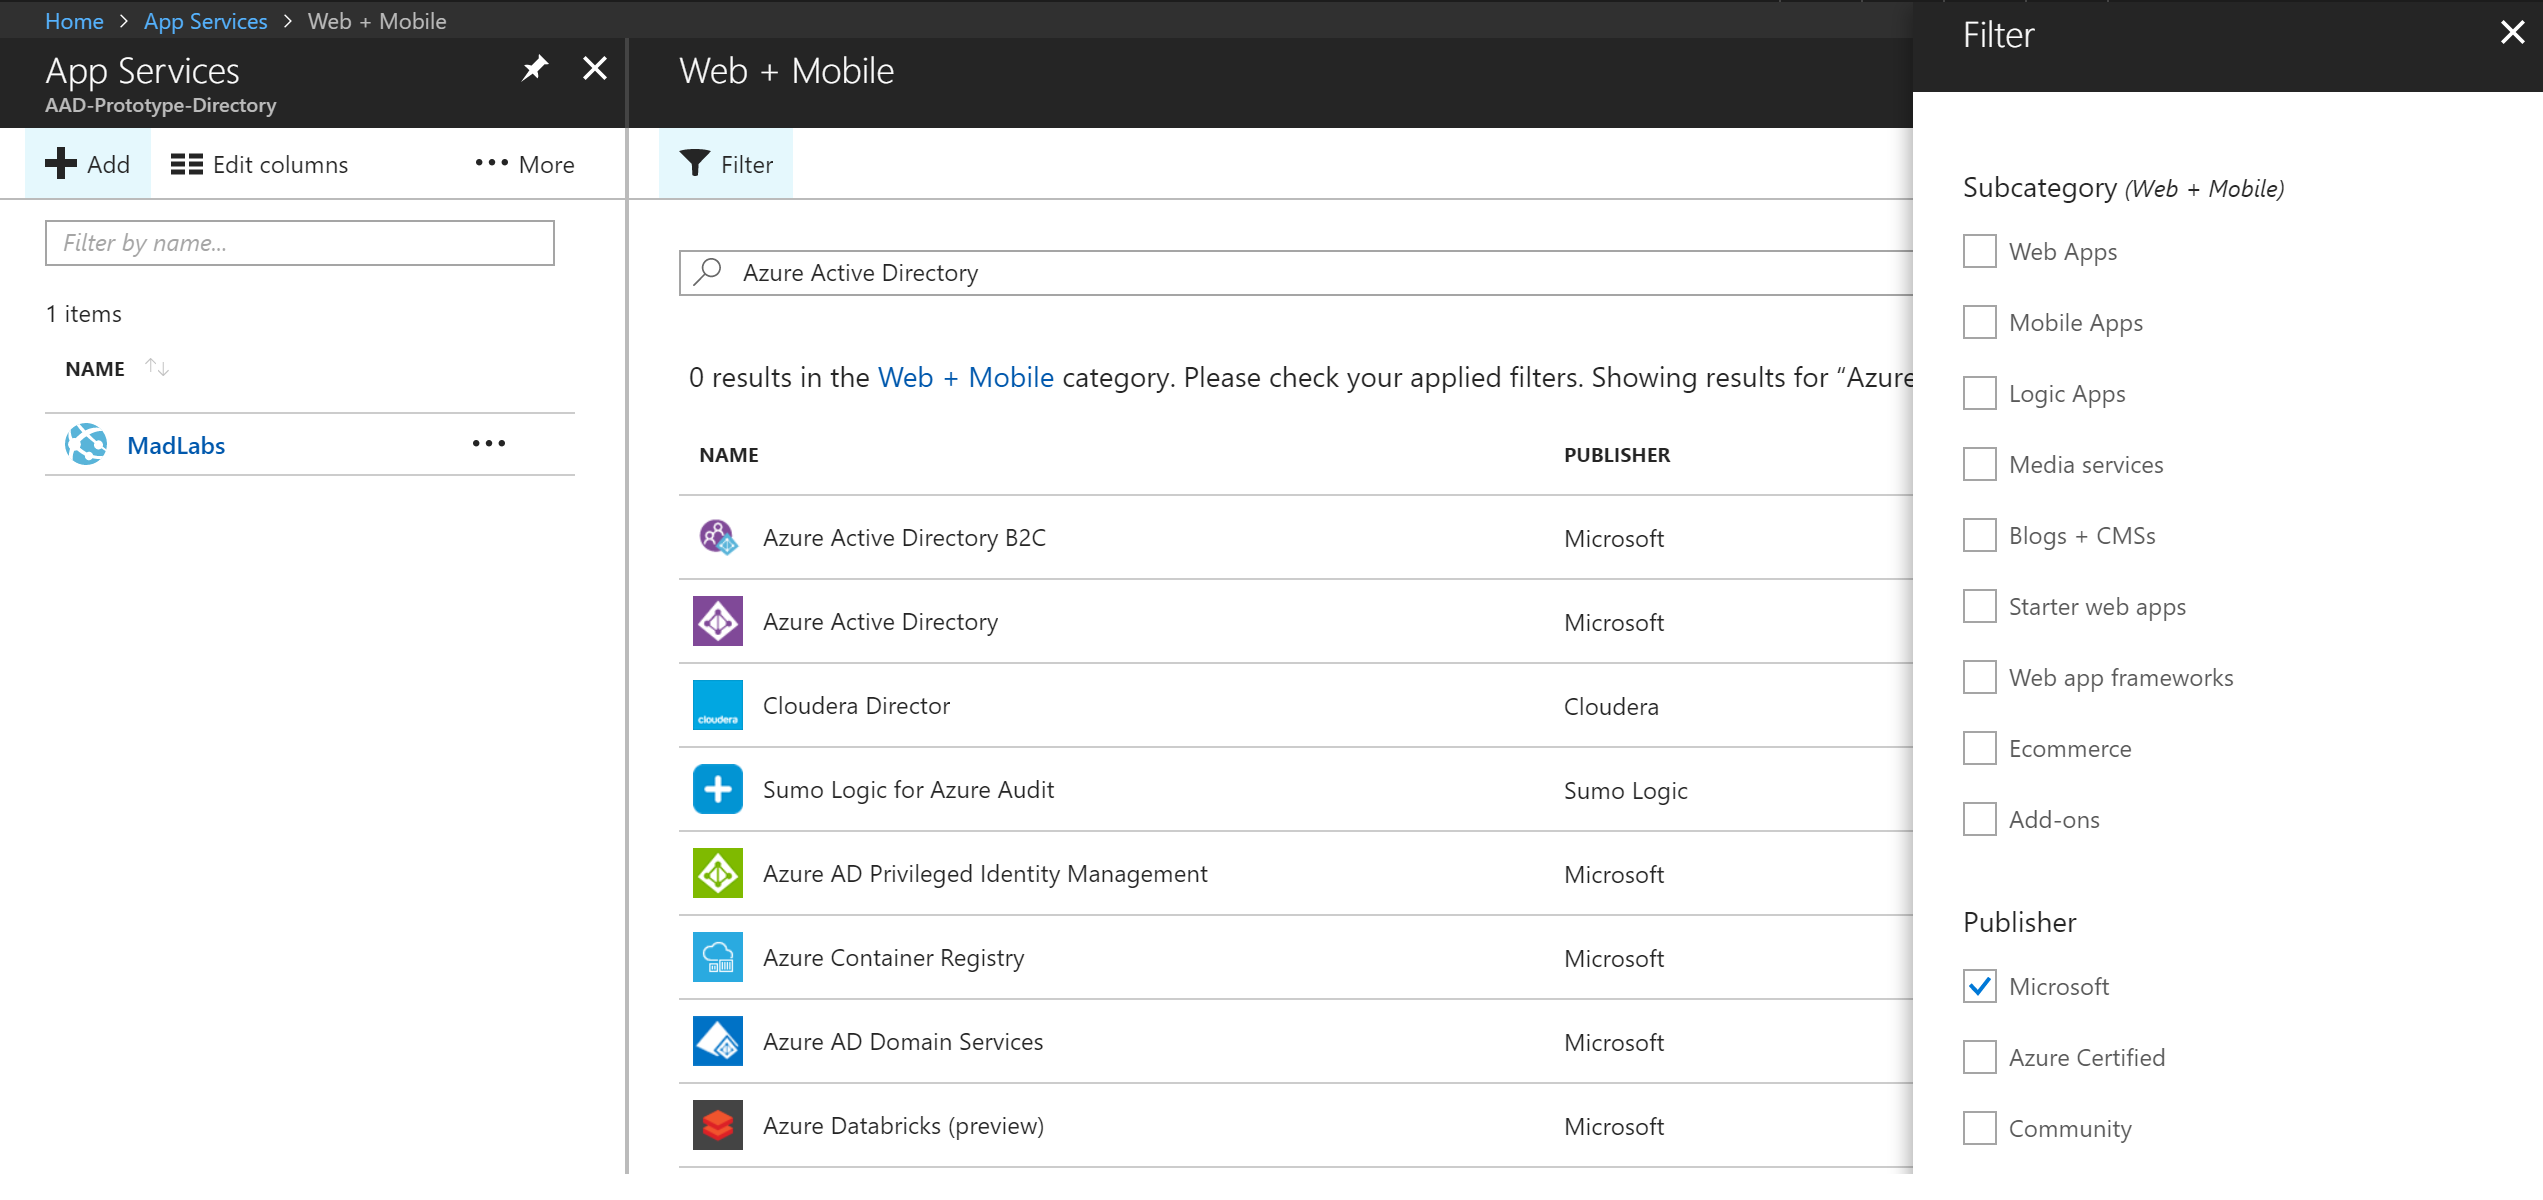 Home > App Services > Web + Mobile
App Services
AAD-Prototype-Directory
Add
Edit columns
More
Filter by name...
1 items
NAME
MadLabs
Web + Mobile
Filter
Azure Active Directory
0 results in the Web + Mobile category. Please check your applied filters. Showing results for “Azure
NAME PUBLISHER
Azure Active Directory B2C Microsoft
Azure Active Directory Microsoft
cloudera
Cloudera Director Cloudera
Sumo Logic for Azure Audit Sumo Logic
Azure AD Privileged Identity Management Microsoft
Azure Container Registry Microsoft
Azure AD Domain Services Microsoft
Azure Databricks (preview) Microsoft
Filter
Subcategory (Web + Mobile)
Web Apps
Mobile Apps
Logic Apps
Media services
Blogs + CMSs
Starter web apps
Web app frameworks
Ecommerce
Add-ons
Publisher
Microsoft
Azure Certified
Community